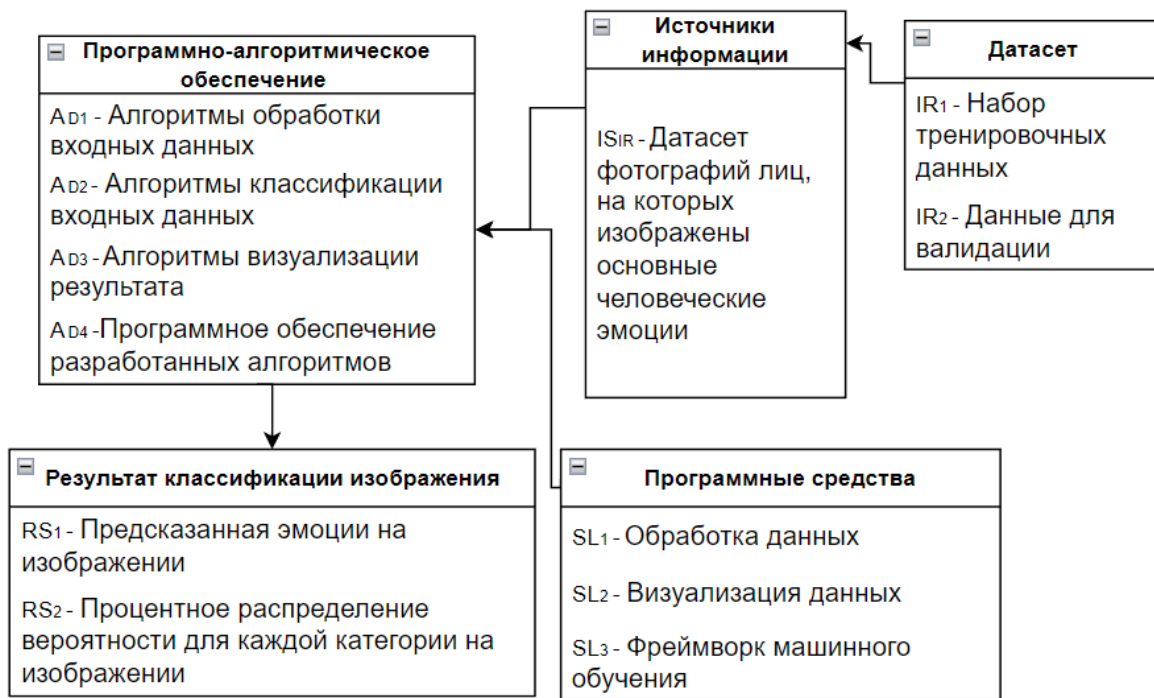 Программно-алгоритмическое
обеспечение
AD1 - Алгоритмы обработки
входных данных
AD2 - Алгоритмы классификации
входных данных
AD3 - Алгоритмы визуализации
результата
AD4 -Программное обеспечение
разработанных алгоритмов
Источники
информации
ISIR - Датасет
фотографий лиц,
на которых
изображены
основные
человеческие
эмоции
Датасет
IR1 - Набор
тренировочных
данных
IR2 - Данные для
валидации
Результат классификации изображения
RS1 - Предсказанная эмоции на
изображении
RS2 - Процентное распределение
вероятности для каждой категории на
изображении
Программные средства
SL1 - Обработка данных
SL2 - Визуализация данных
SL3 - Фреймворк машинного
обучения